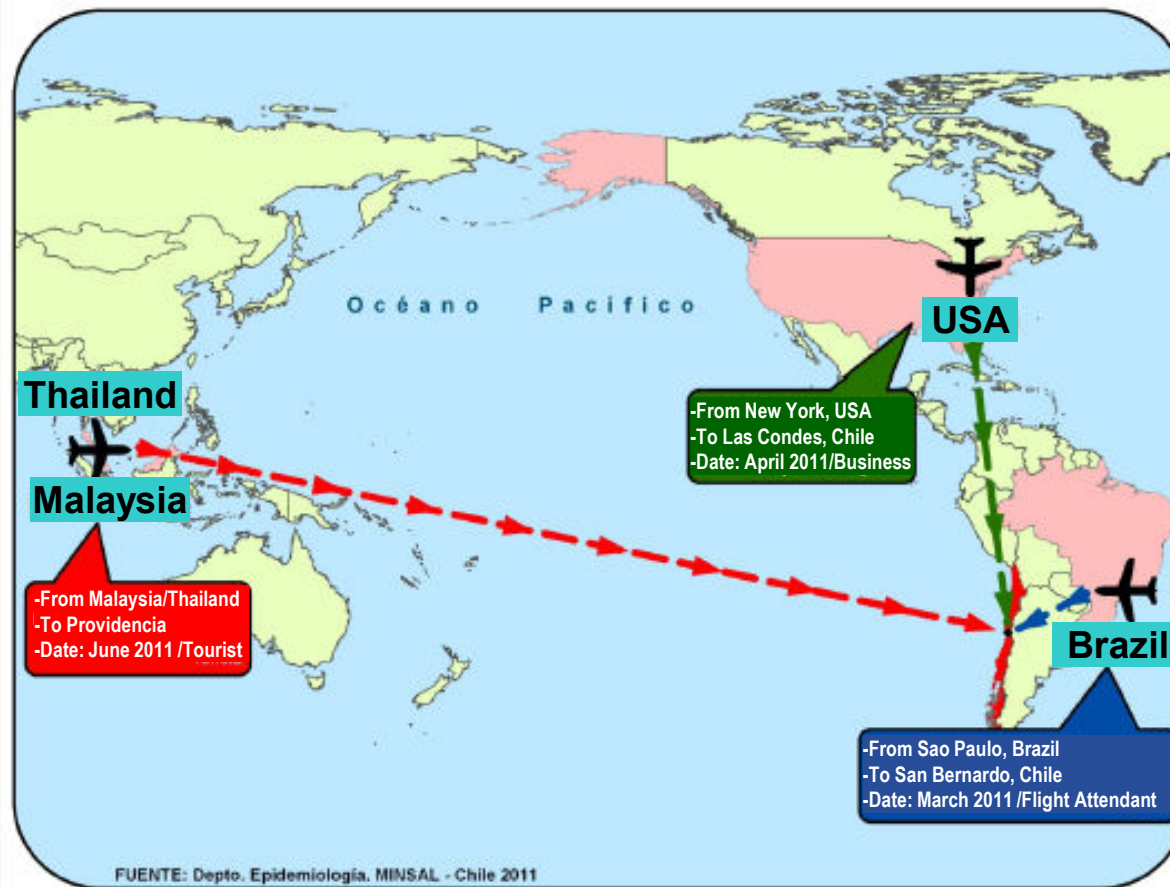 Océano Pacífico
USA
Thailand
Malaysia
-From New York, USA
-To Las Condes, Chile
-Date: April 2011/Business
-From Malaysia/Thailand
-To Providencia
-Date: June 2011 /Tourist
Brazil
-From Sao Paulo, Brazil
-To San Bernardo, Chile
-Date: March 2011 /Flight Attendant
FUENTE: Depto. Epidemiología. MINSAL - Chile 2011